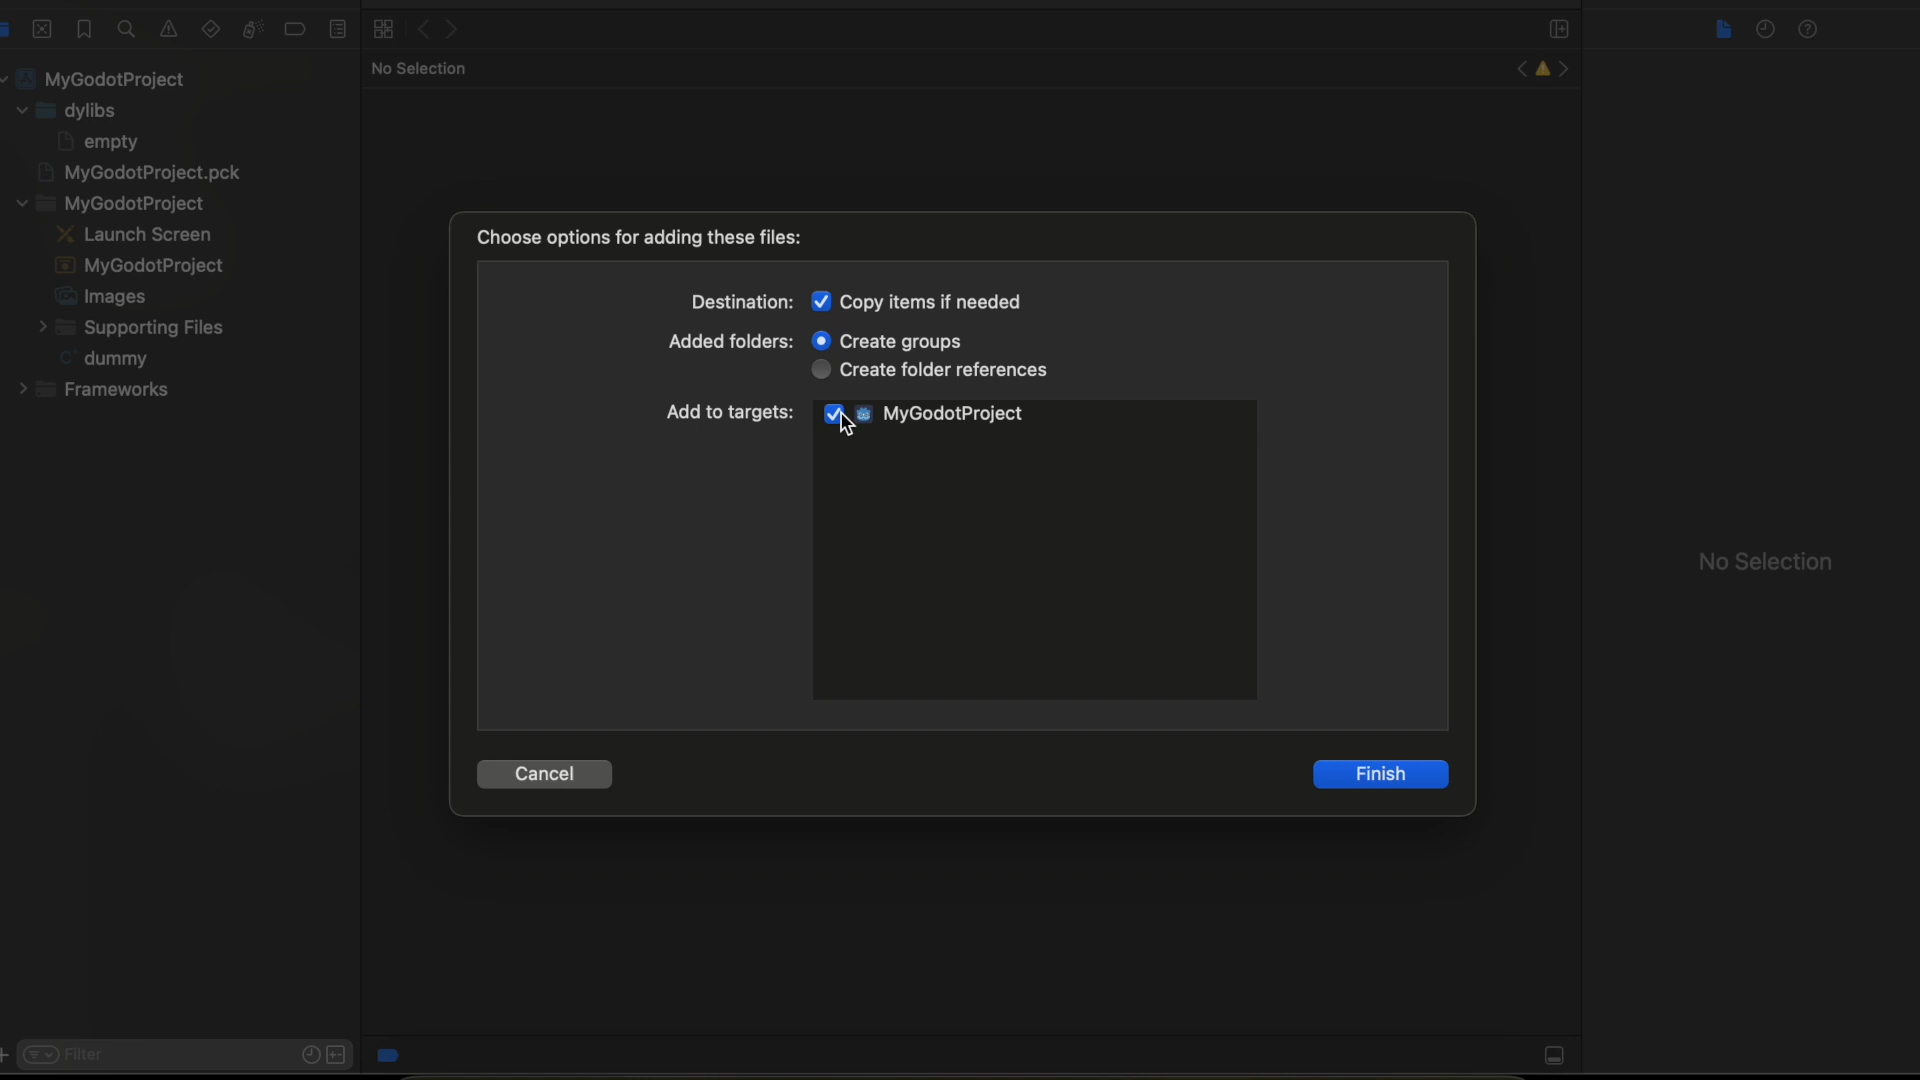 MyGodotProject
dylibs
empty
MyGodotProject.pck
MyGodotProject
Launch Screen
MyGodotProject
Images
Supporting Files
dummy
Frameworks
Filter
No Selection
Choose options for adding these files:
Destination: Copy items if needed
Added folders: Create groups
Create folder references
Add to targets: MyGodotProject
Cancel
Finish
No Selection